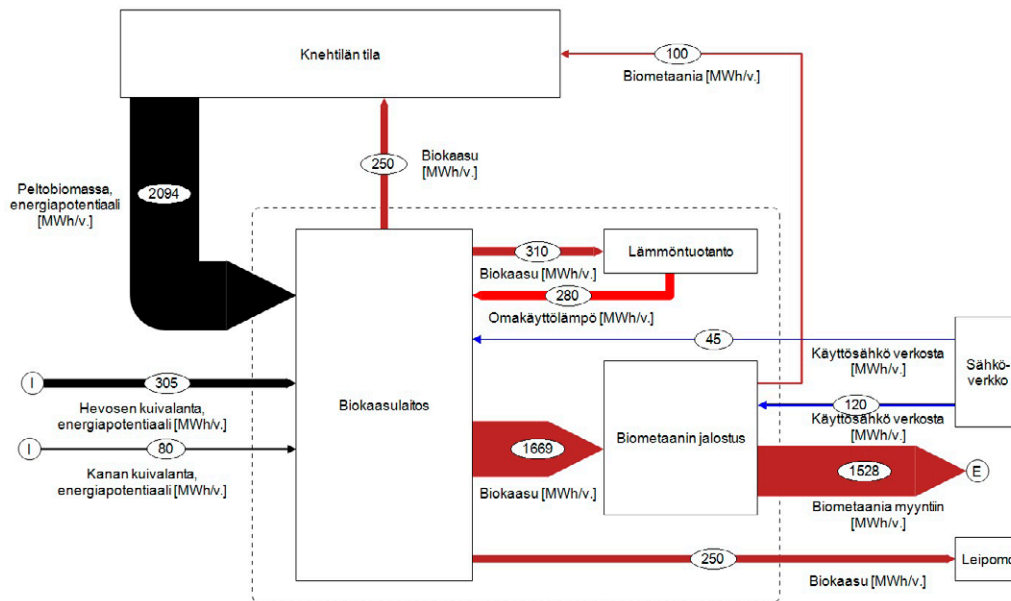 Knehtilän tila
100
Biometaania [MWh/v.]
250
Biokaasu
[MWh/v.]
Peltobiomassa,
energiapotentiaali
[MWh/v.]
2094
310
Biokaasu [MWh/v.]
Lämmöntuotanto
280
Omakäyttölämpö [MWh/v.]
45
Käyttösähkö verkosta
[MWh/v.]
Sähkö-
verkko
I
305
Hevosen kuivalanta,
energiapotentiaali [MWh/v.]
Biokaasulaitos
120
Käyttösähkö verkosta
[MWh/v.]
I
80
Kanan kuivalanta,
energiapotentiaali [MWh/v.]
1669
Biokaasu [MWh/v.]
Biometaanin jalostus
1528
E
Biometaania myyntiin
[MWh/v.]
250
Biokaasu [MWh/v.]
Leipomo